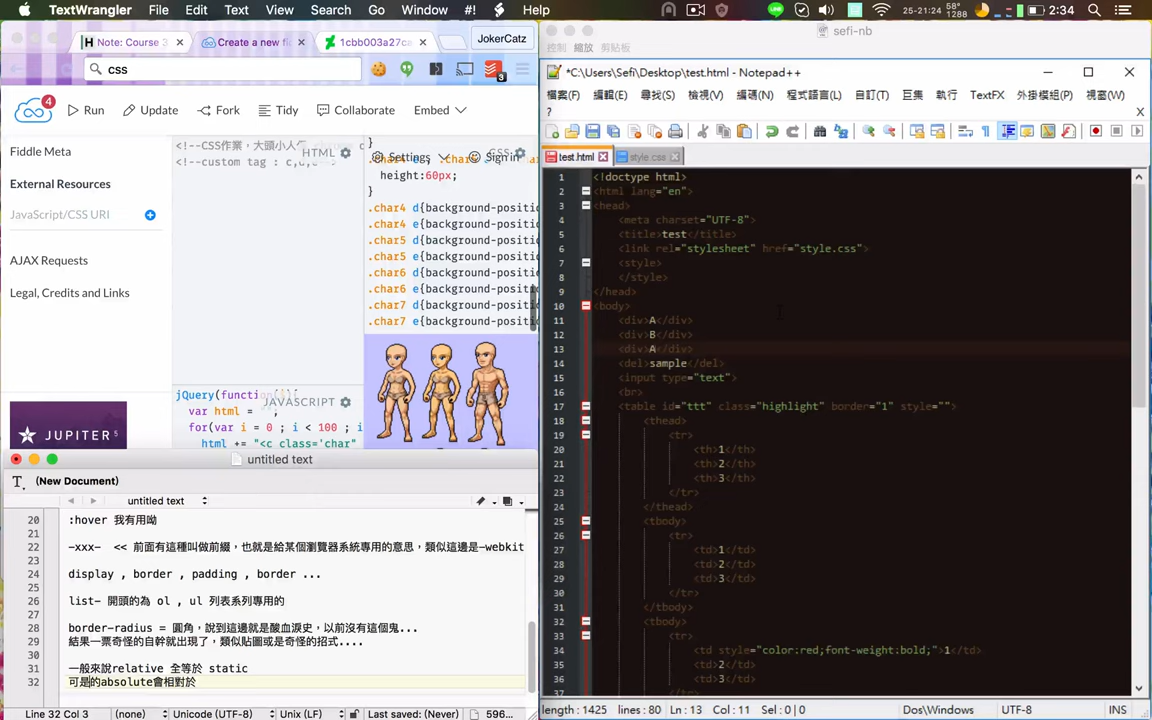 TextWrangler File Edit Text View Search Go Window #! Help
25-21:24 58° 1288 2:34
Note: Course 3
Create a new fi
1cbb003a27ca
JokerCatz
css
3
4
Run Update Fork Tidy Collaborate Embed
Fiddle Meta
External Resources
JavaScript/CSS URI
AJAX Requests
Legal, Credits and Links
JUPITER5
<!--CSS作業,大頭小人
<!--custom tag : c,d,e
HTML
Settings
Sign in
CSS
}
height:60px;
}
.char4 d{background-positi
.char4 e{background-positi
.char5 d{background-positi
.char5 e{background-positi
.char6 d{background-positi
.char6 e{background-positi
.char7 d{background-positi
.char7 e{background-positi
jQuery(function(){
JAVASCRIPT
var html = "";
for(var i = 0 ; i < 100 ; i
html += "<c class='char"
untitled text
(New Document)
untitled text
20 :hover 我有用呦
21
22 -xxx- << 前面有這種叫做前綴,也就是給某個瀏覽器系統專用的意思,類似這邊是-webkit
23
24 display , border , padding , border ...
25
26 list- 開頭的為 ol , ul 列表系列專用的
27
28 border-radius = 圓角,說到這邊就是酸血淚史,以前沒有這個鬼...
29 結果一票奇怪的自幹就出現了,類似貼圖或是奇怪的招式....
30
31 一般來說relative 全等於 static
32 可是的absolute會相對於
Line 32 Col 3 (none) Unicode (UTF-8) Unix (LF) Last saved: (Never) 596...
sefi-nb
控制 縮放 剪貼板
*C:\Users\Sefi\Desktop\test.html - Notepad++
檔案(F) 編輯(E) 尋找(S) 檢視(V) 編碼(N) 程式語言(L) 自訂(T) 巨集 執行 TextFX 外掛模組(P) 視窗(W)
? X
test.html style.css
1 <!doctype html>
2 <html lang="en">
3 <head>
4 <meta charset="UTF-8">
5 <title>test</title>
6 <link rel="stylesheet" href="style.css">
7 <style>
8 </style>
9 </head>
10 <body>
11 <div>A</div>
12 <div>B</div>
13 <div>A</div>
14 <del>sample</del>
15 <input type="text">
16 <br>
17 <table id="ttt" class="highlight" border="1" style="">
18 <thead>
19 <tr>
20 <th>1</th>
21 <th>2</th>
22 <th>3</th>
23 </tr>
24 </thead>
25 <tbody>
26 <tr>
27 <td>1</td>
28 <td>2</td>
29 <td>3</td>
30 </tr>
31 </tbody>
32 <tbody>
33 <tr>
34 <td style="color:red;font-weight:bold;">1</td>
35 <td>2</td>
36 <td>3</td>
37 </tr>
length : 1425 lines : 80 Ln : 13 Col : 11 Sel : 0 | 0 Dos\Windows UTF-8 INS